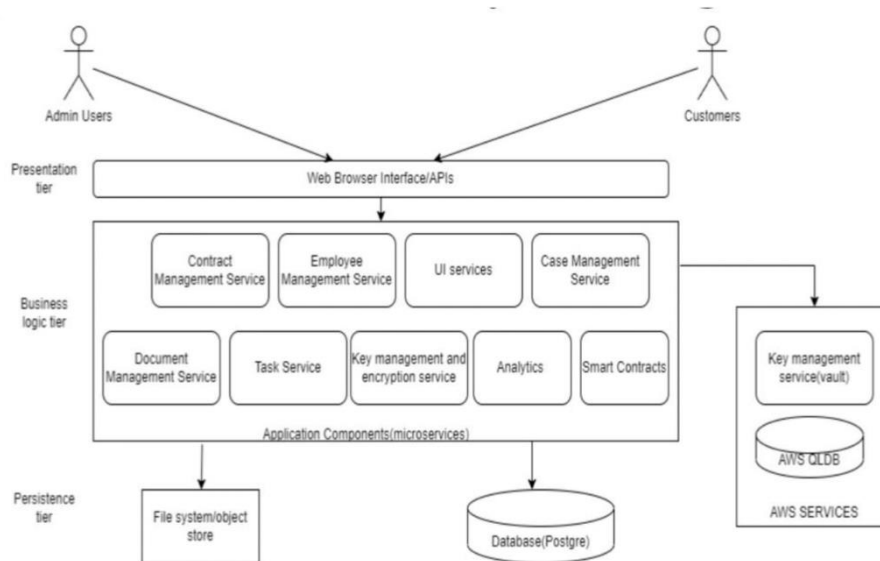 Admin Users
Customers
Presentation
tier
Web Browser Interface/APIs
Contract
Management Service
Employee
Management Service
UI services
Case Management
Service
Business
logic tier
Document
Management Service
Task Service
Key management and
encryption service
Analytics
Smart Contracts
Key management
service(vault)
Application Components(microservices)
AWS QLDB
AWS SERVICES
Persistence
tier
File system/object
store
Database(Postgre)